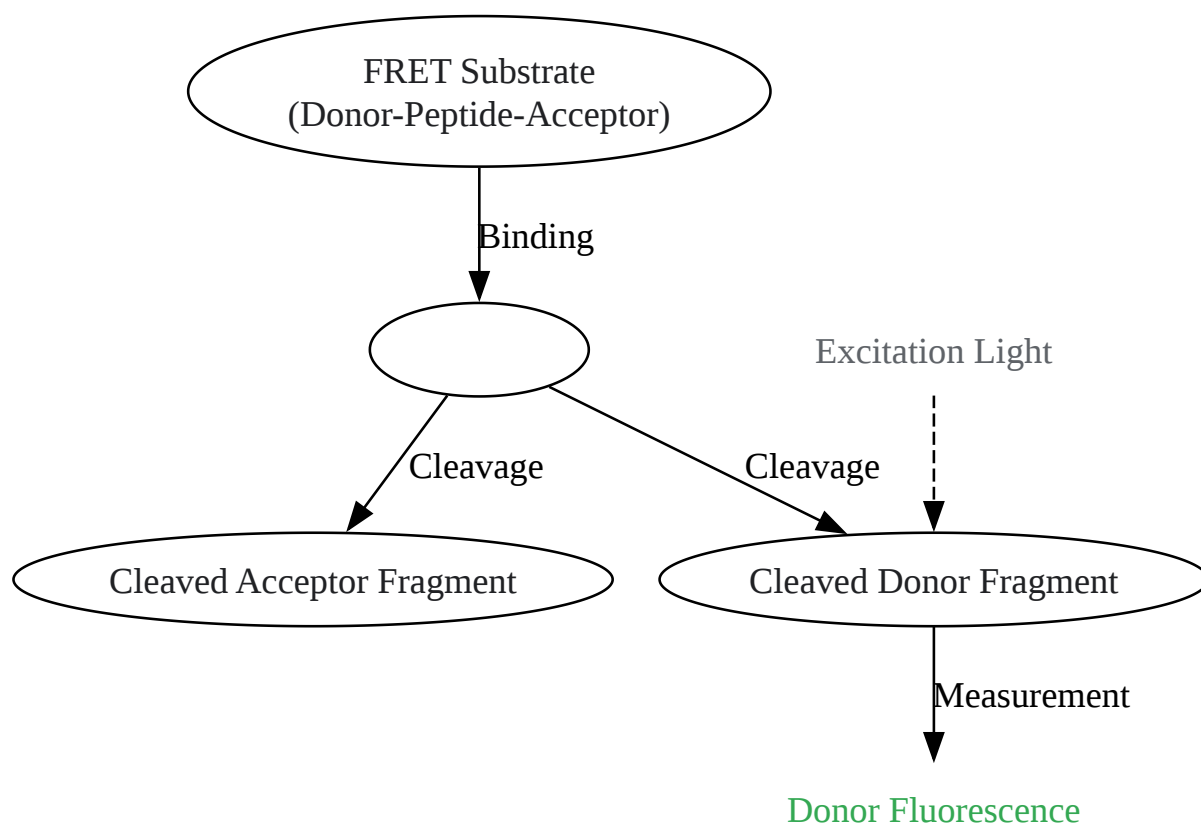 FRET Substrate
(Donor-Peptide-Acceptor)
Binding
Excitation Light
Cleavage
Cleavage
Cleaved Acceptor Fragment
Cleaved Donor Fragment
Measurement
Donor Fluorescence